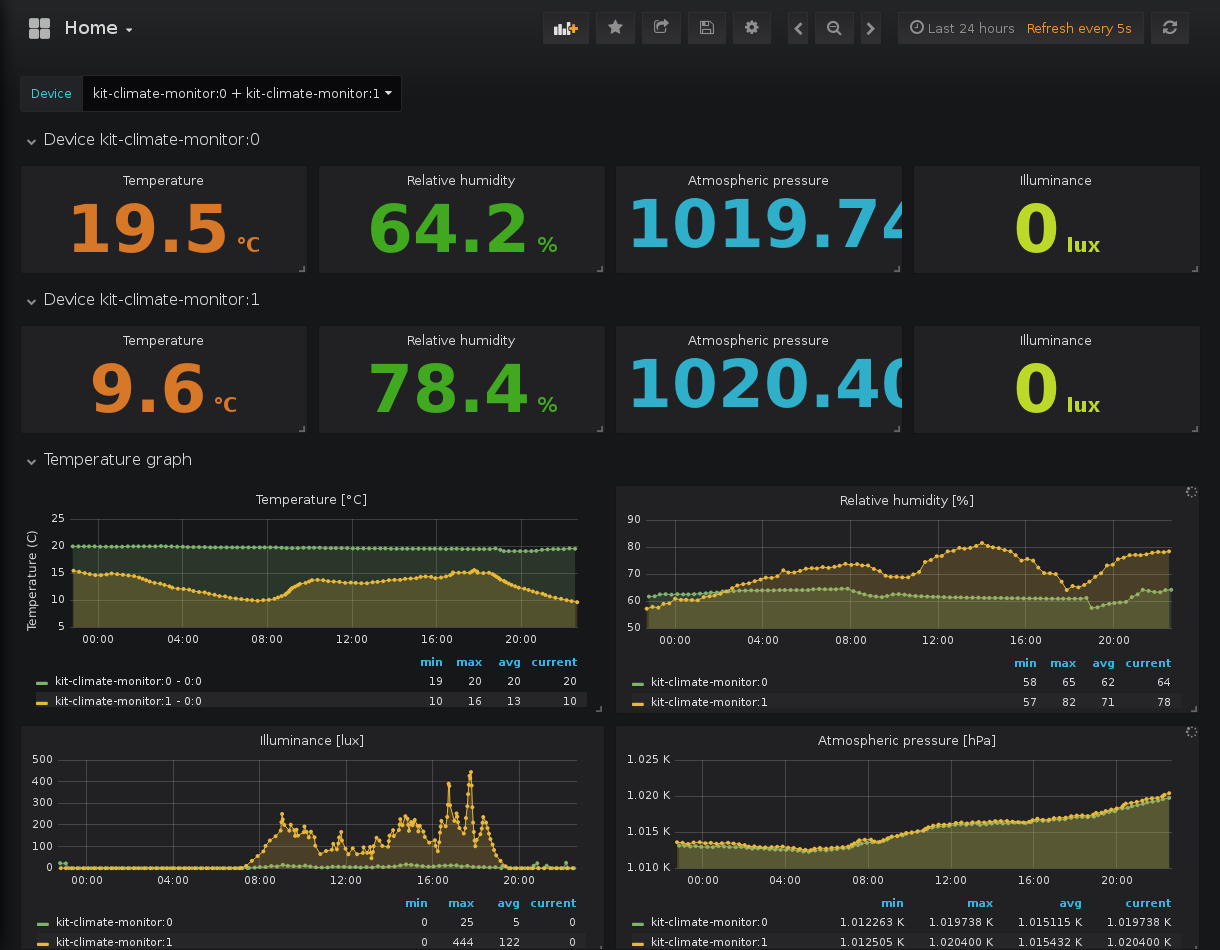 Home
Last 24 hours Refresh every 5s
Device kit-climate-monitor:0 + kit-climate-monitor:1
Device kit-climate-monitor:0
Temperature Relative humidity Atmospheric pressure Illuminance
19.5 °C 64.2 % 1019.74 0 lux
Device kit-climate-monitor:1
Temperature Relative humidity Atmospheric pressure Illuminance
9.6 °C 78.4 % 1020.40 0 lux
Temperature graph
Temperature [°C]
Temperature (C)
25
20
15
10
5
00:00 04:00 08:00 12:00 16:00 20:00
min max avg current
kit-climate-monitor:0 - 0:0 19 20 20 20
kit-climate-monitor:1 - 0:0 10 16 13 10
Relative humidity [%]
90
80
70
60
50
00:00 04:00 08:00 12:00 16:00 20:00
min max avg current
kit-climate-monitor:0 58 65 62 64
kit-climate-monitor:1 57 82 71 78
Illuminance [lux]
500
400
300
200
100
0
00:00 04:00 08:00 12:00 16:00 20:00
min max avg current
kit-climate-monitor:0 0 25 5 0
kit-climate-monitor:1 0 444 122 0
Atmospheric pressure [hPa]
1.025 K
1.020 K
1.015 K
1.010 K
00:00 04:00 08:00 12:00 16:00 20:00
min max avg current
kit-climate-monitor:0 1.012263 K 1.019738 K 1.015115 K 1.019738 K
kit-climate-monitor:1 1.012505 K 1.020400 K 1.015432 K 1.020400 K